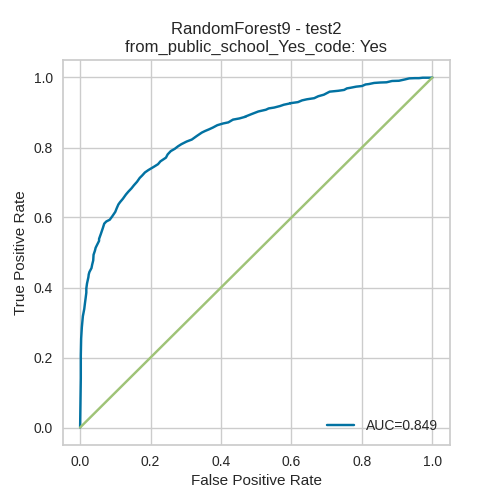 RandomForest9 - test2
from_public_school_Yes_code: Yes
True Positive Rate
1.0
0.8
0.6
0.4
0.2
0.0
AUC=0.849
0.0 0.2 0.4 0.6 0.8 1.0
False Positive Rate